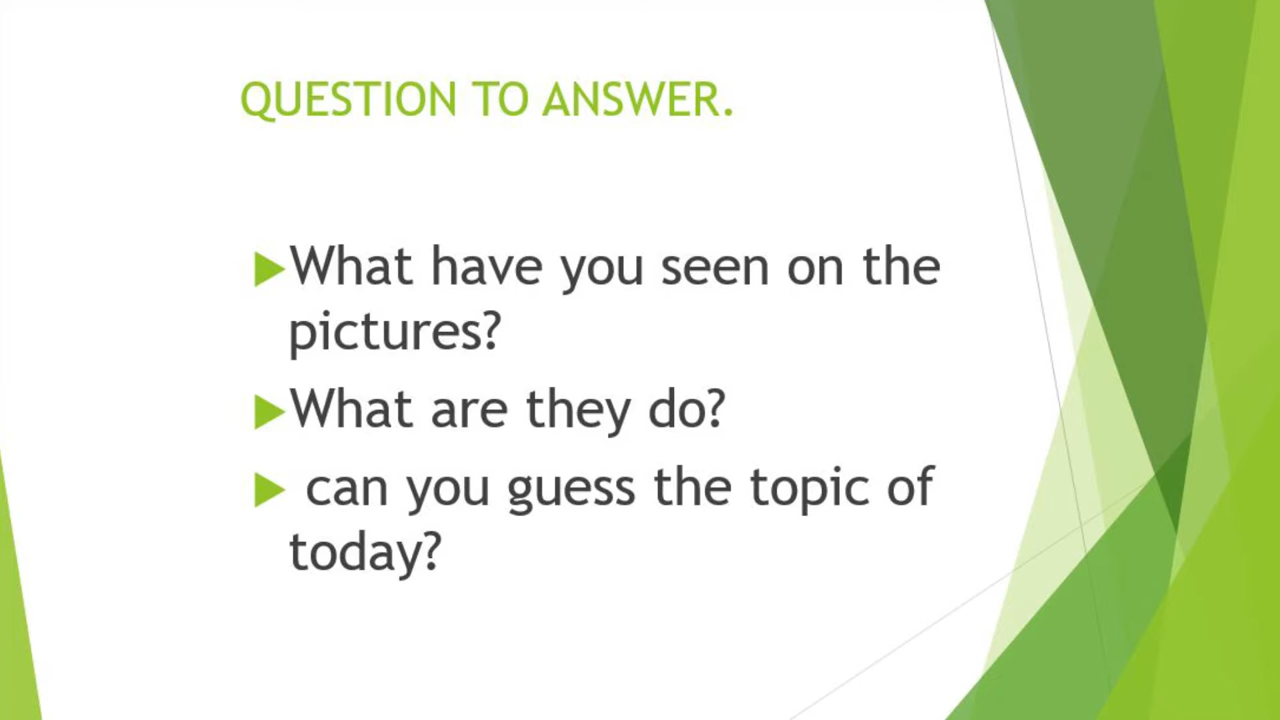 QUESTION TO ANSWER.
What have you seen on the
pictures?
What are they do?
can you guess the topic of
today?